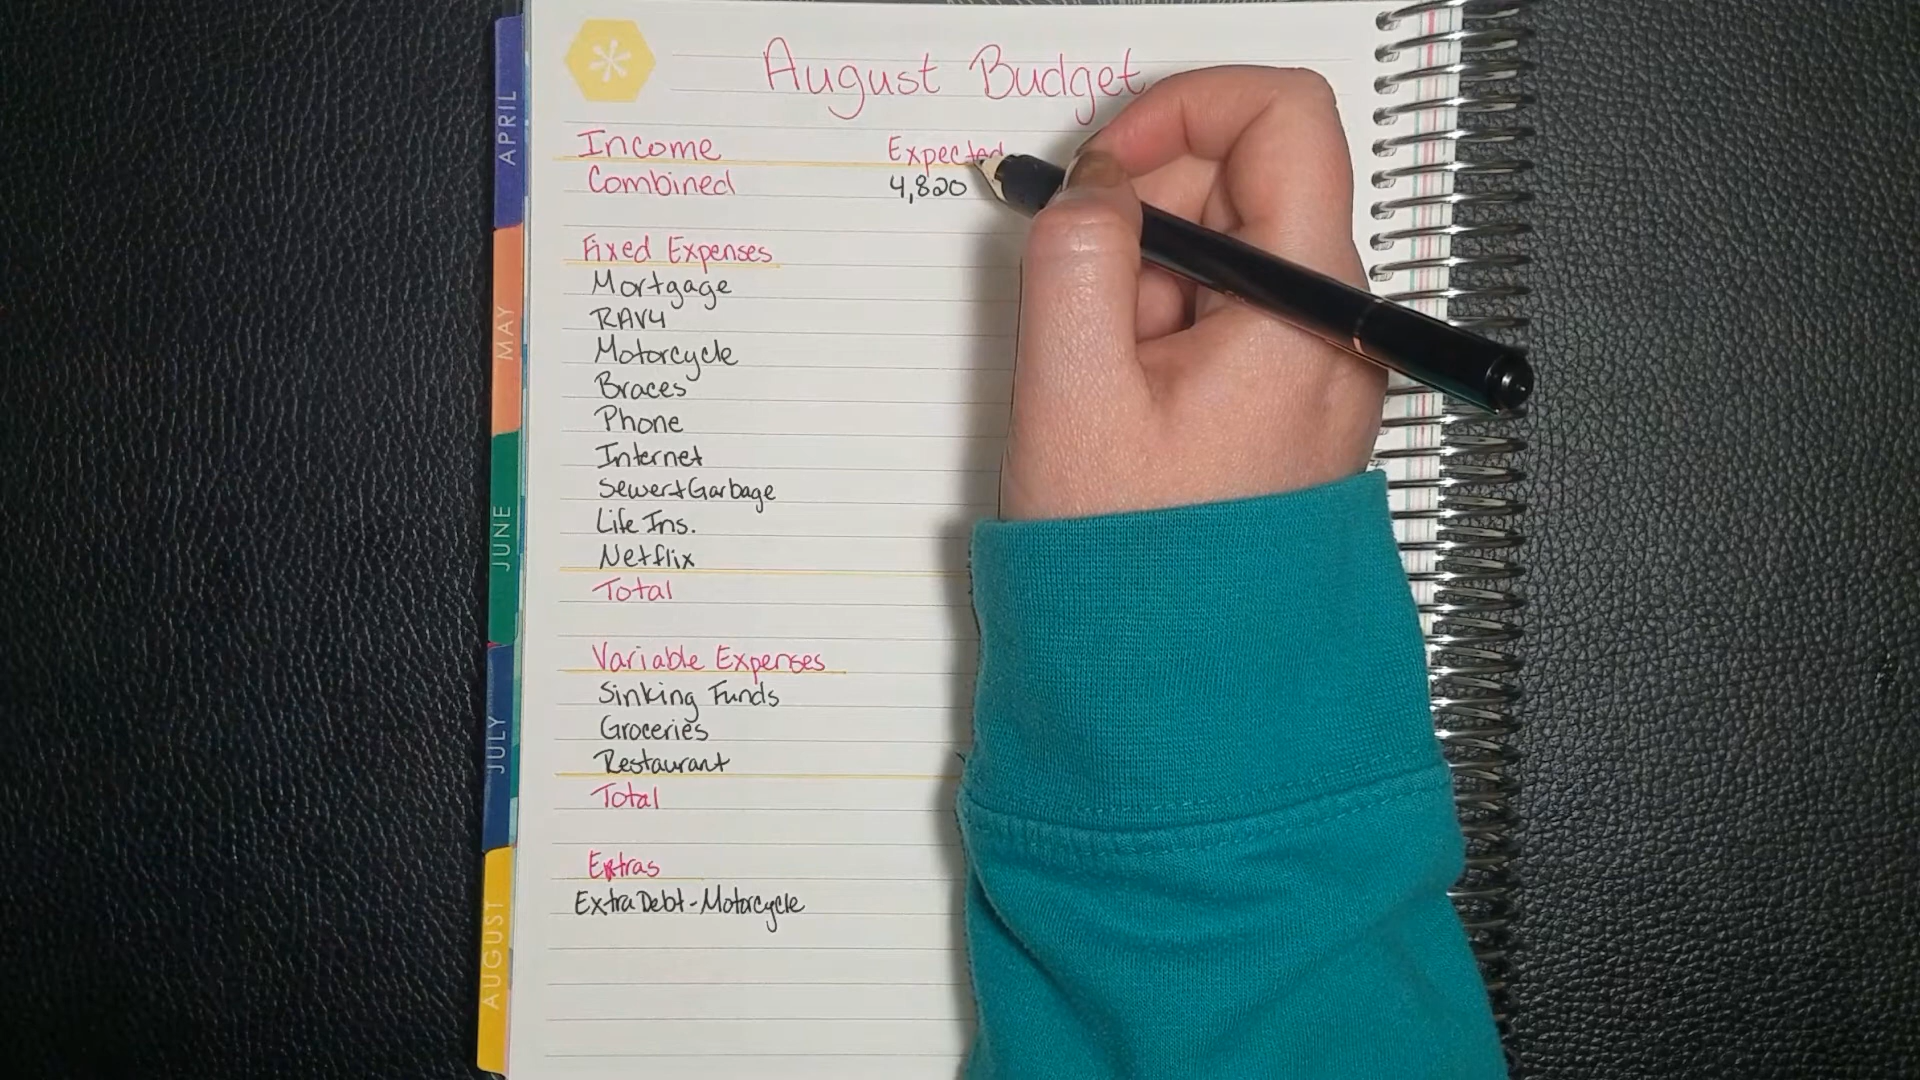 August Budget
Income Expected
Combined 4,820
Fixed Expenses
Mortgage
RAV4
Motorcycle
Braces
Phone
Internet
Sewer+Garbage
Life Ins.
Netflix
Total
Variable Expenses
Sinking Funds
Groceries
Restaurant
Total
Extras
Extra Debt - Motorcycle
APRIL
MAY
JUNE
JULY
AUGUST